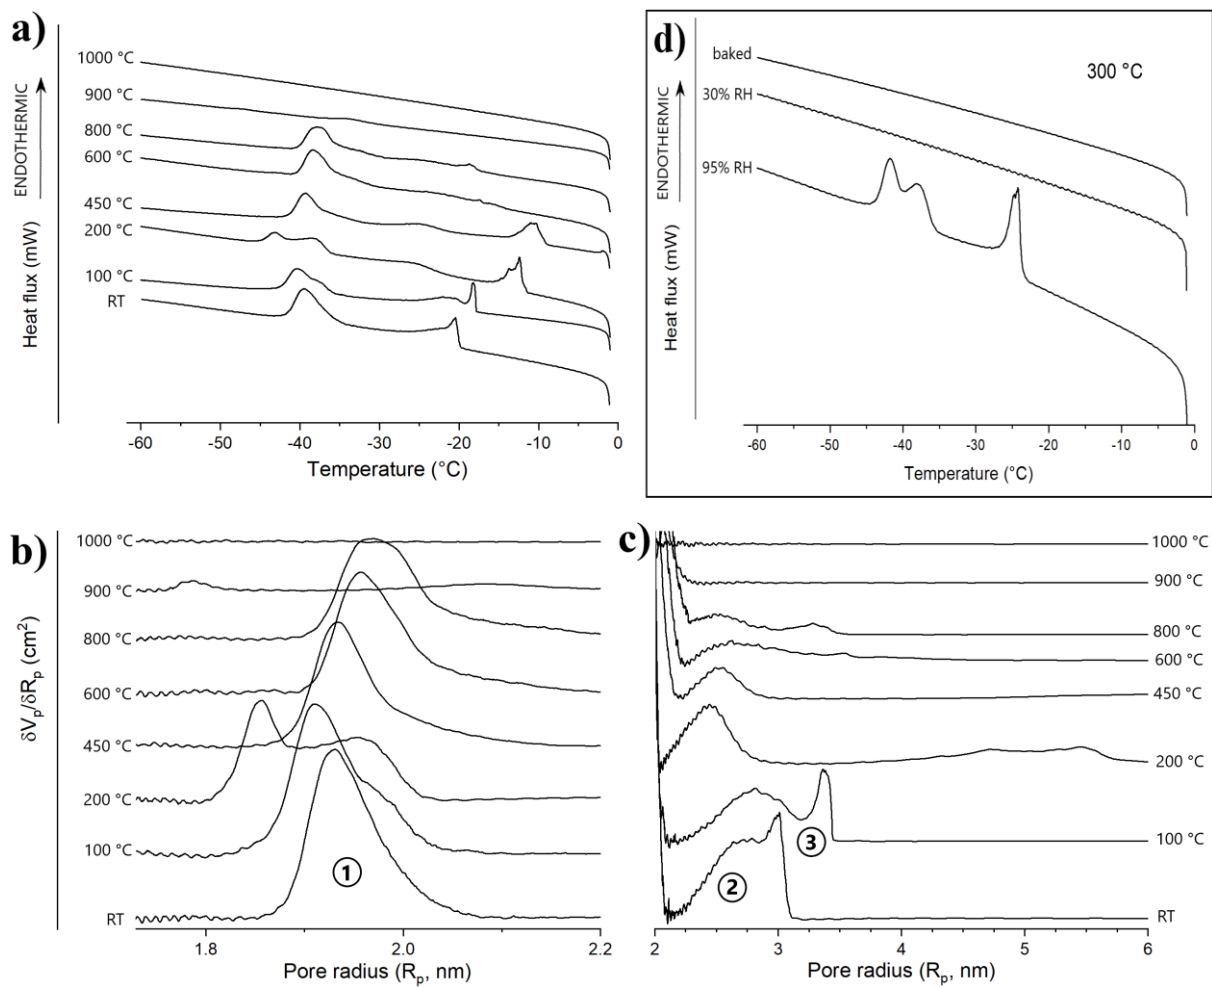 a)
ENDOTHERMIC
Heat flux (mW)
1000 °C
900 °C
800 °C
600 °C
450 °C
200 °C
100 °C
RT
-60 -50 -40 -30 -20 -10 0
Temperature (°C)
d)
ENDOTHERMIC
Heat flux (mW)
baked
30% RH
95% RH
300 °C
-60 -50 -40 -30 -20 -10 0
Temperature (°C)
b)
δVp/δRp (cm²)
1000 °C
900 °C
800 °C
600 °C
450 °C
200 °C
100 °C
RT
1
1.8 2.0 2.2
Pore radius (Rp, nm)
c)
1000 °C
900 °C
800 °C
600 °C
450 °C
200 °C
100 °C
RT
3
2
2 3 4 5 6
Pore radius (Rp, nm)